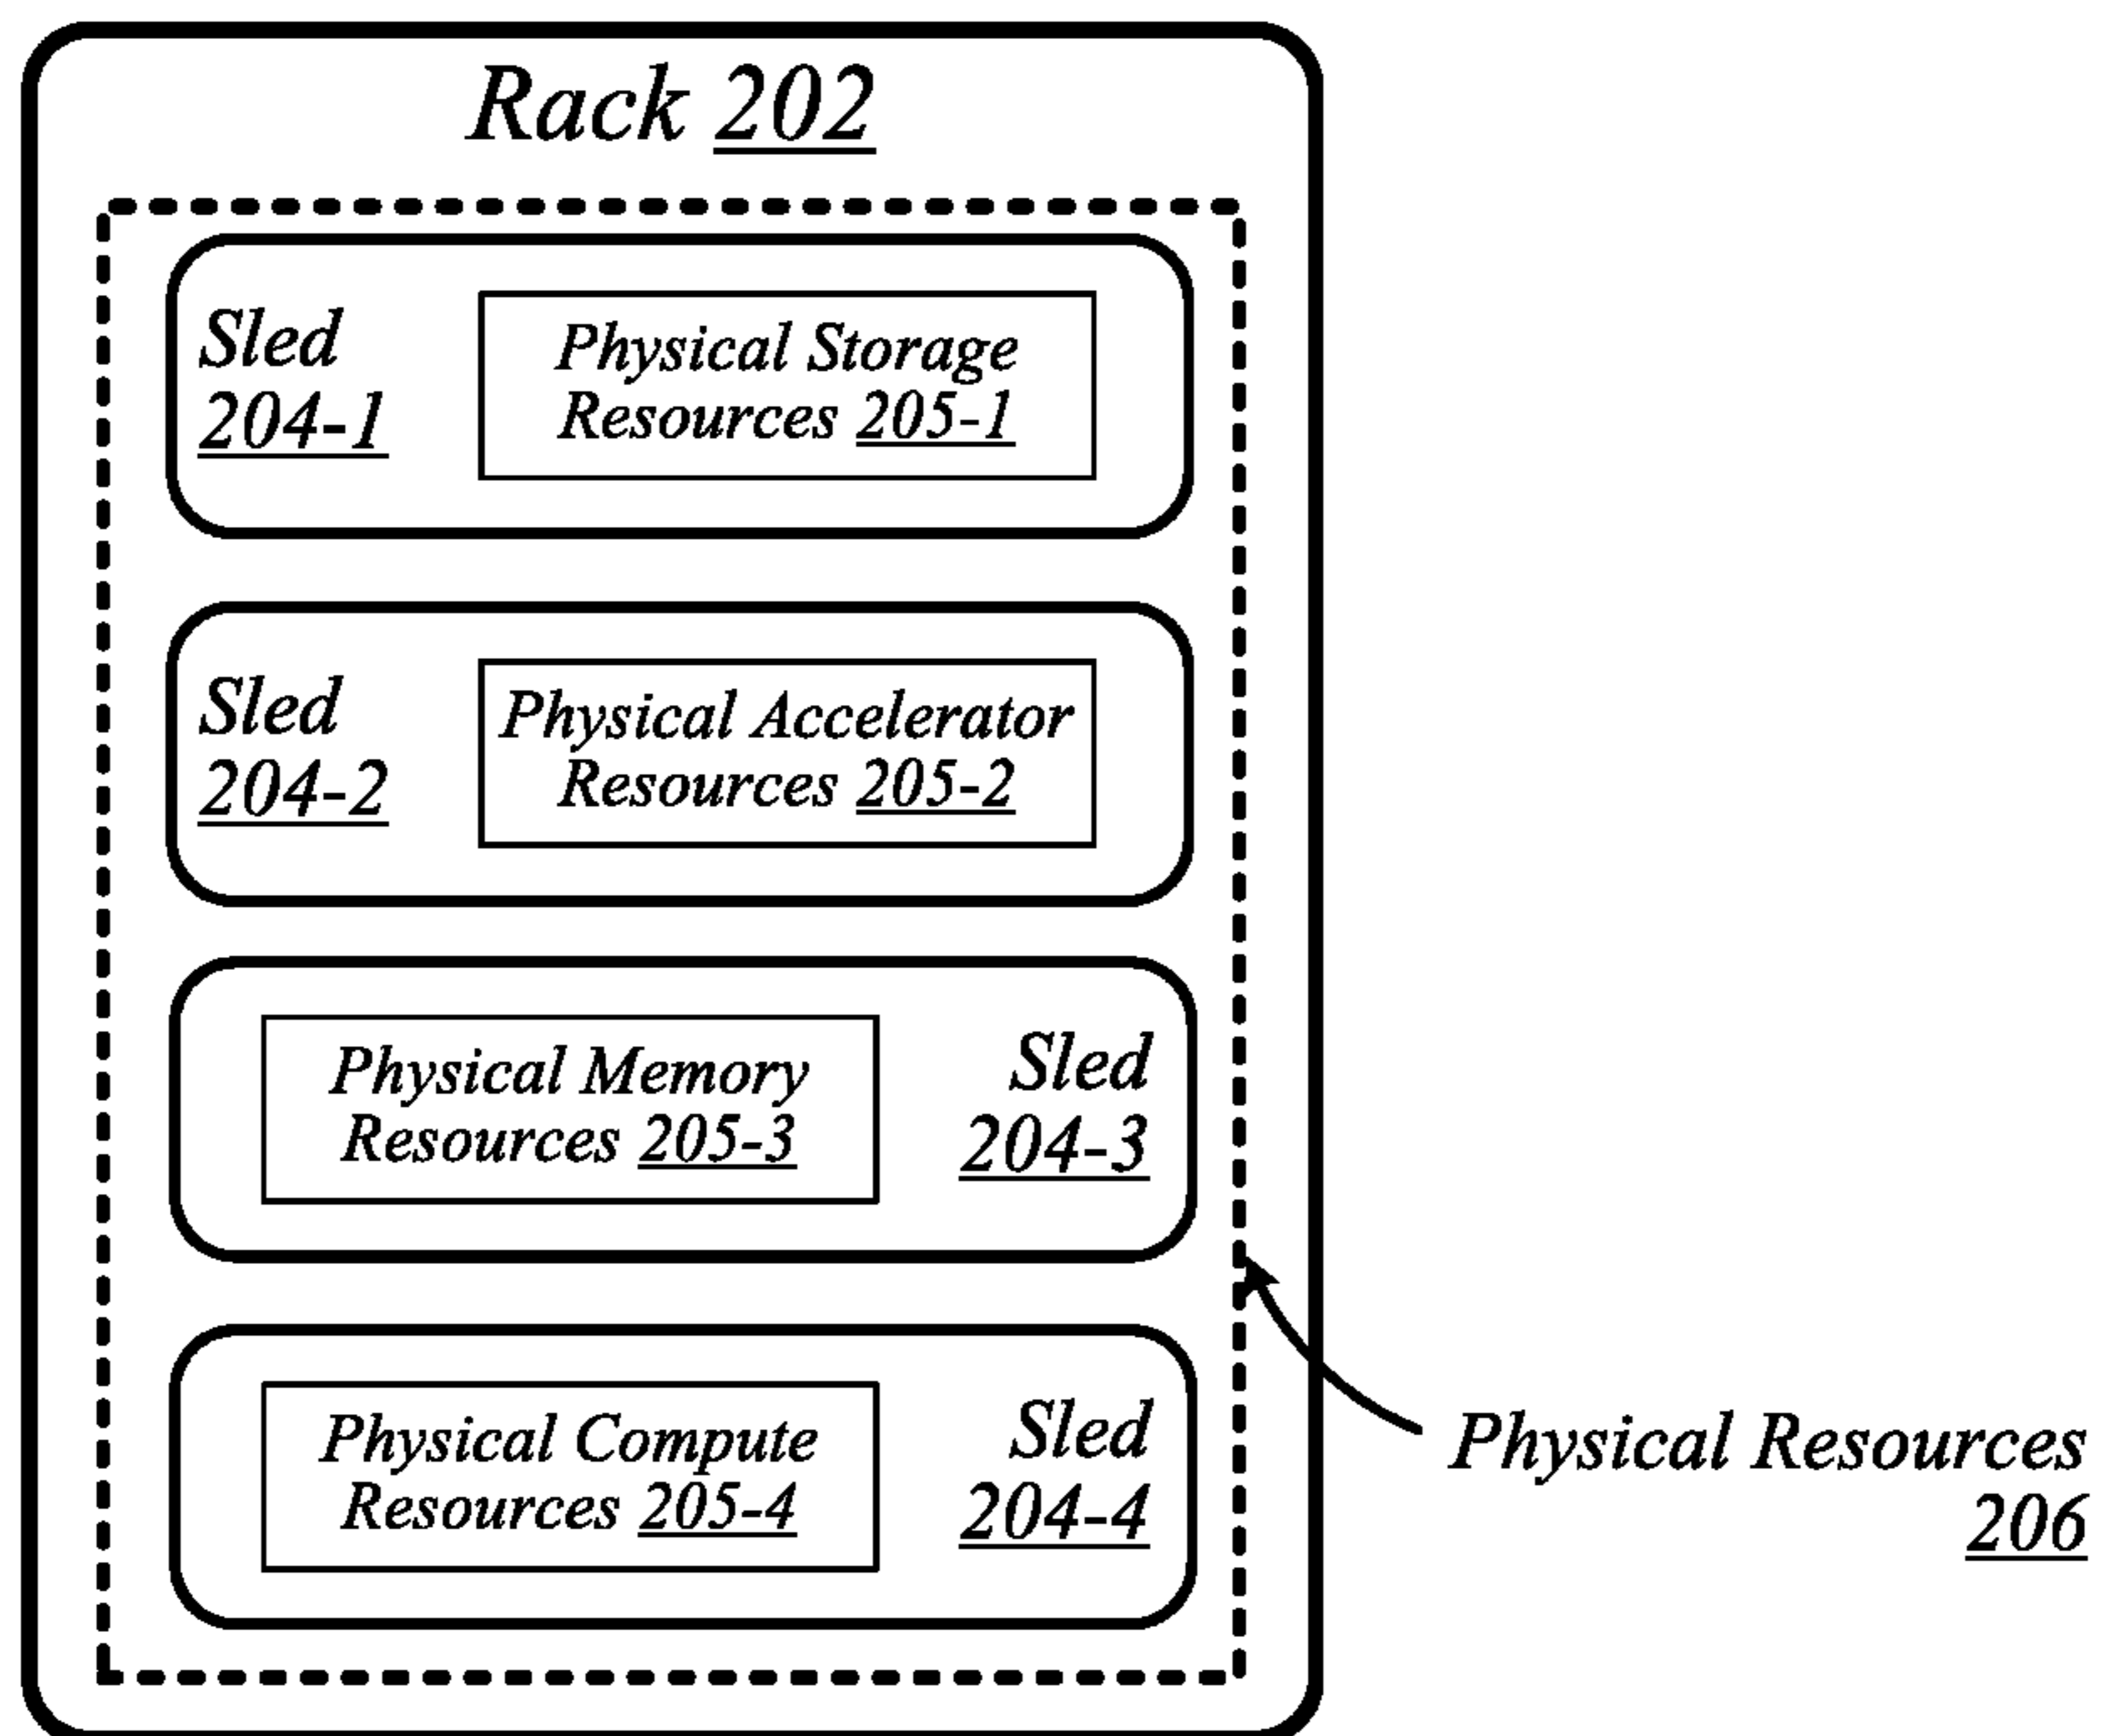 Rack 202
Sled
204-1
Physical Storage
Resources 205-1
Sled
204-2
Physical Accelerator
Resources 205-2
Physical Memory
Resources 205-3
Sled
204-3
Physical Compute
Resources 205-4
Sled
204-4
Physical Resources
206